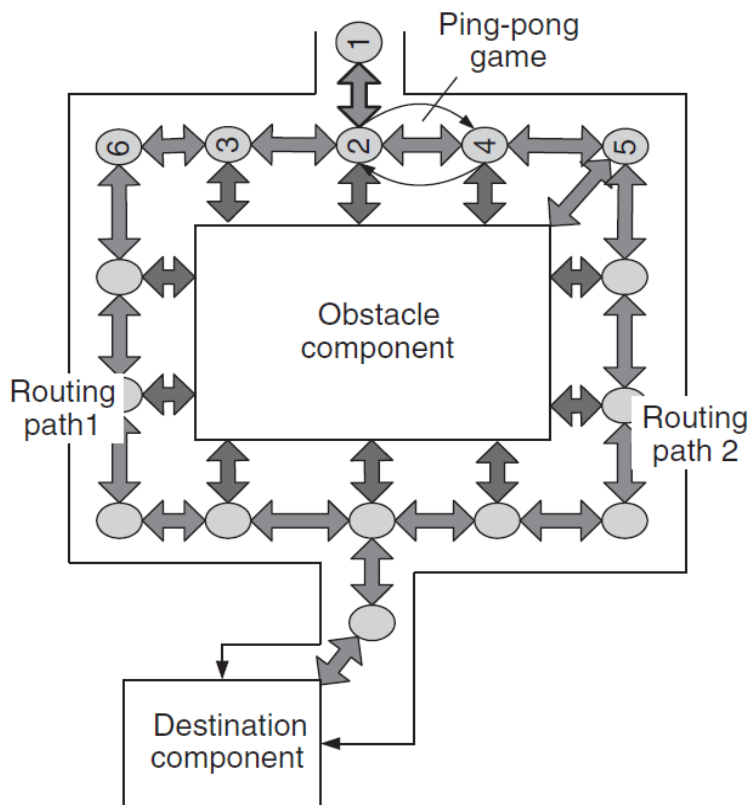 Ping-pong
game
1
6
3
2
4
5
Obstacle
component
Routing
path1
Routing
path 2
Destination
component